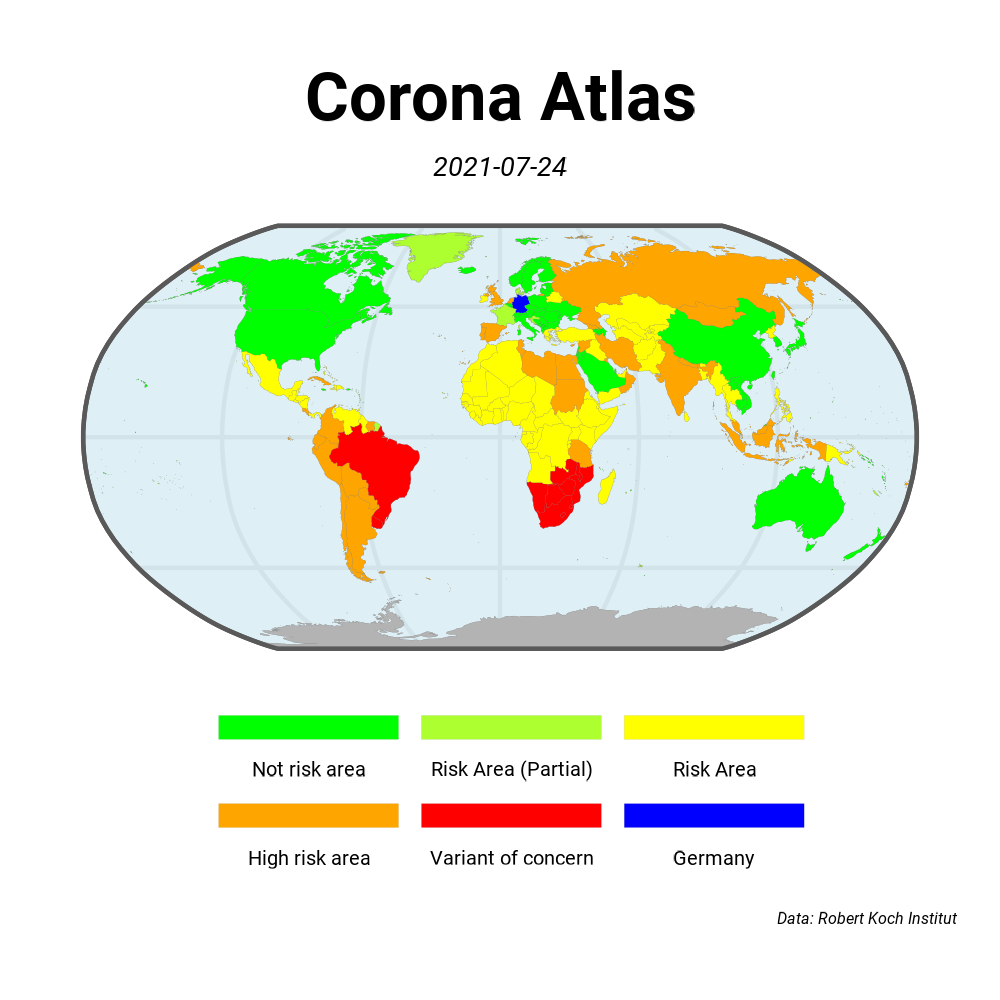 Corona Atlas
2021-07-24
Not risk area
Risk Area (Partial)
Risk Area
High risk area
Variant of concern
Germany
Data: Robert Koch Institut